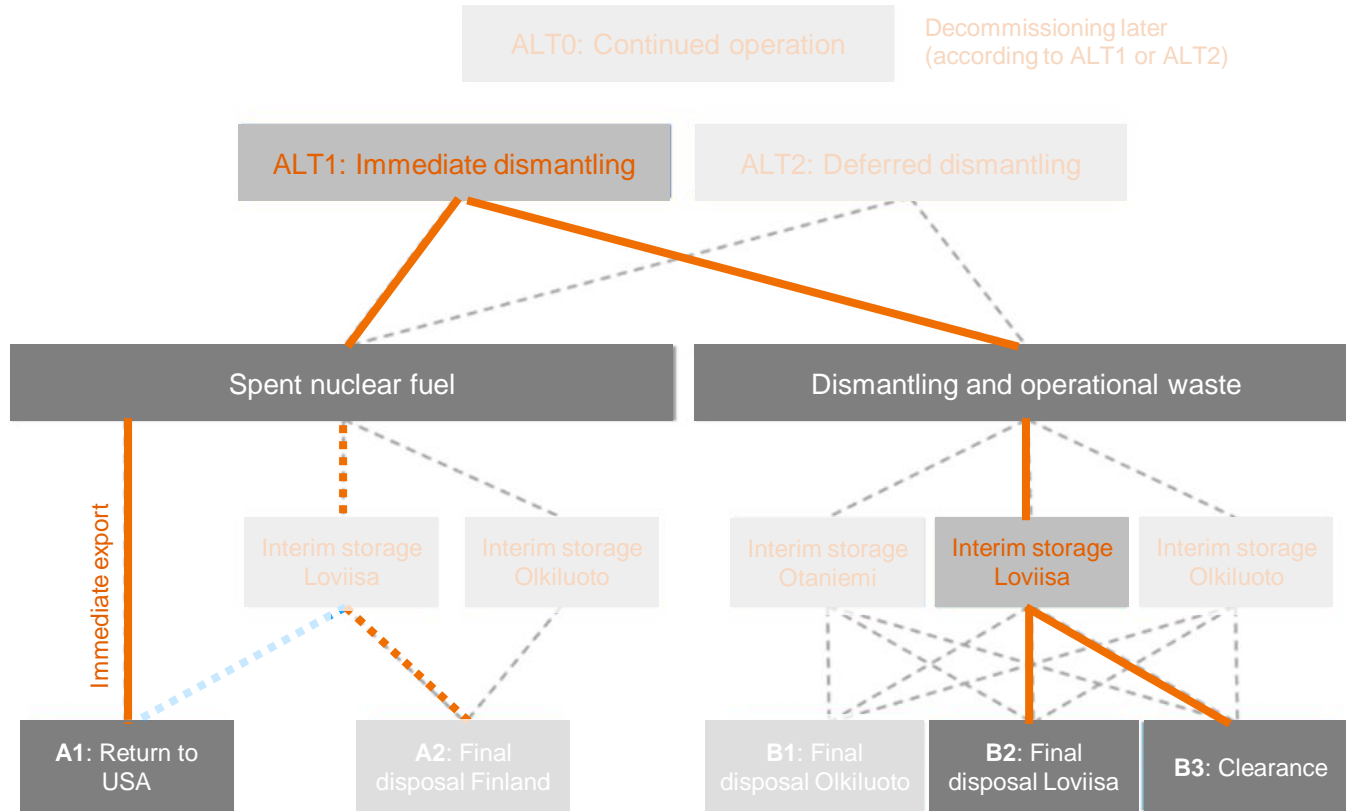 ALT0: Continued operation
Decommissioning later
(according to ALT1 or ALT2)
ALT1: Immediate dismantling
ALT2: Deferred dismantling
Spent nuclear fuel
Dismantling and operational waste
Immediate export
Interim storage
Loviisa
Interim storage
Olkiluoto
Interim storage
Otaniemi
Interim storage
Loviisa
Interim storage
Olkiluoto
A1: Return to
USA
A2: Final
disposal Finland
B1: Final
disposal Olkiluoto
B2: Final
disposal Loviisa
B3: Clearance